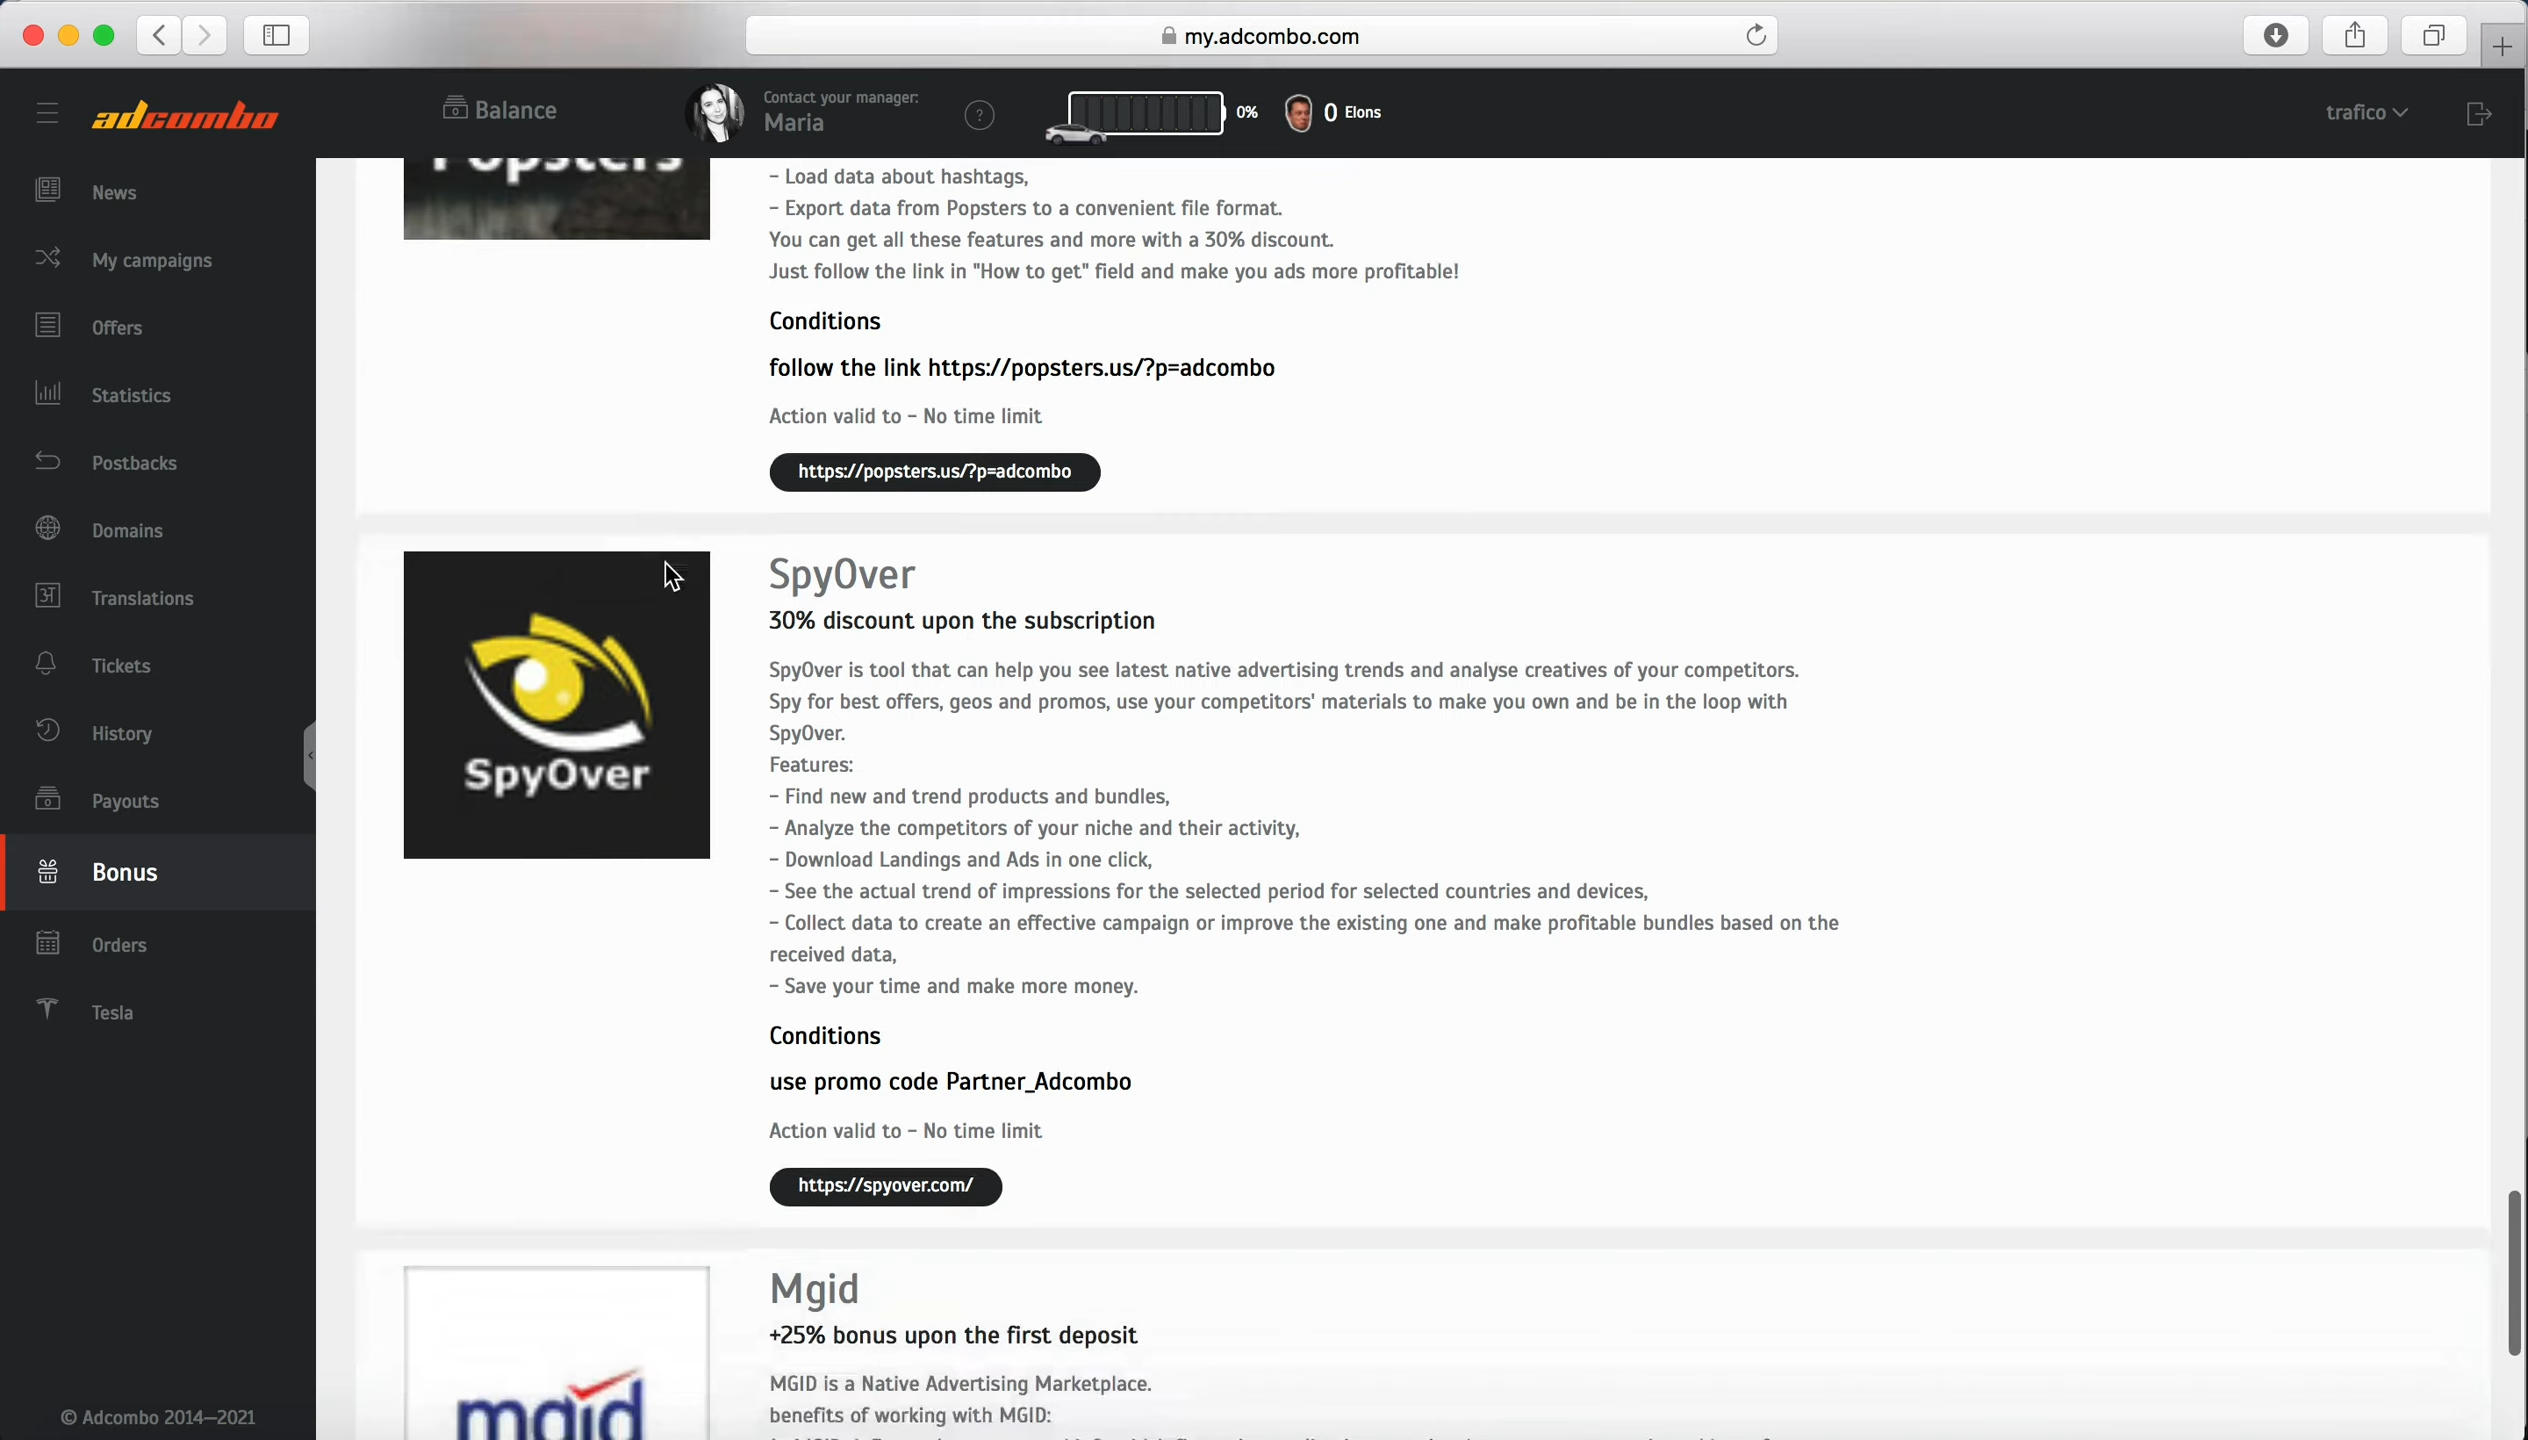 my.adcombo.com
adcombo
Balance
Contact your manager:
Maria
?
0%
0 Elons
trafico
News
My campaigns
Offers
Statistics
Postbacks
Domains
Translations
Tickets
History
Payouts
Bonus
Orders
Tesla
© Adcombo 2014—2021
Popsters
- Load data about hashtags,
- Export data from Popsters to a convenient file format.
You can get all these features and more with a 30% discount.
Just follow the link in "How to get" field and make you ads more profitable!
Conditions
follow the link https://popsters.us/?p=adcombo
Action valid to - No time limit
https://popsters.us/?p=adcombo
SpyOver
SpyOver
30% discount upon the subscription
SpyOver is tool that can help you see latest native advertising trends and analyse creatives of your competitors.
Spy for best offers, geos and promos, use your competitors' materials to make you own and be in the loop with
SpyOver.
Features:
- Find new and trend products and bundles,
- Analyze the competitors of your niche and their activity,
- Download Landings and Ads in one click,
- See the actual trend of impressions for the selected period for selected countries and devices,
- Collect data to create an effective campaign or improve the existing one and make profitable bundles based on the
received data,
- Save your time and make more money.
Conditions
use promo code Partner_Adcombo
Action valid to - No time limit
https://spyover.com/
mgid
Mgid
+25% bonus upon the first deposit
MGID is a Native Advertising Marketplace.
benefits of working with MGID: